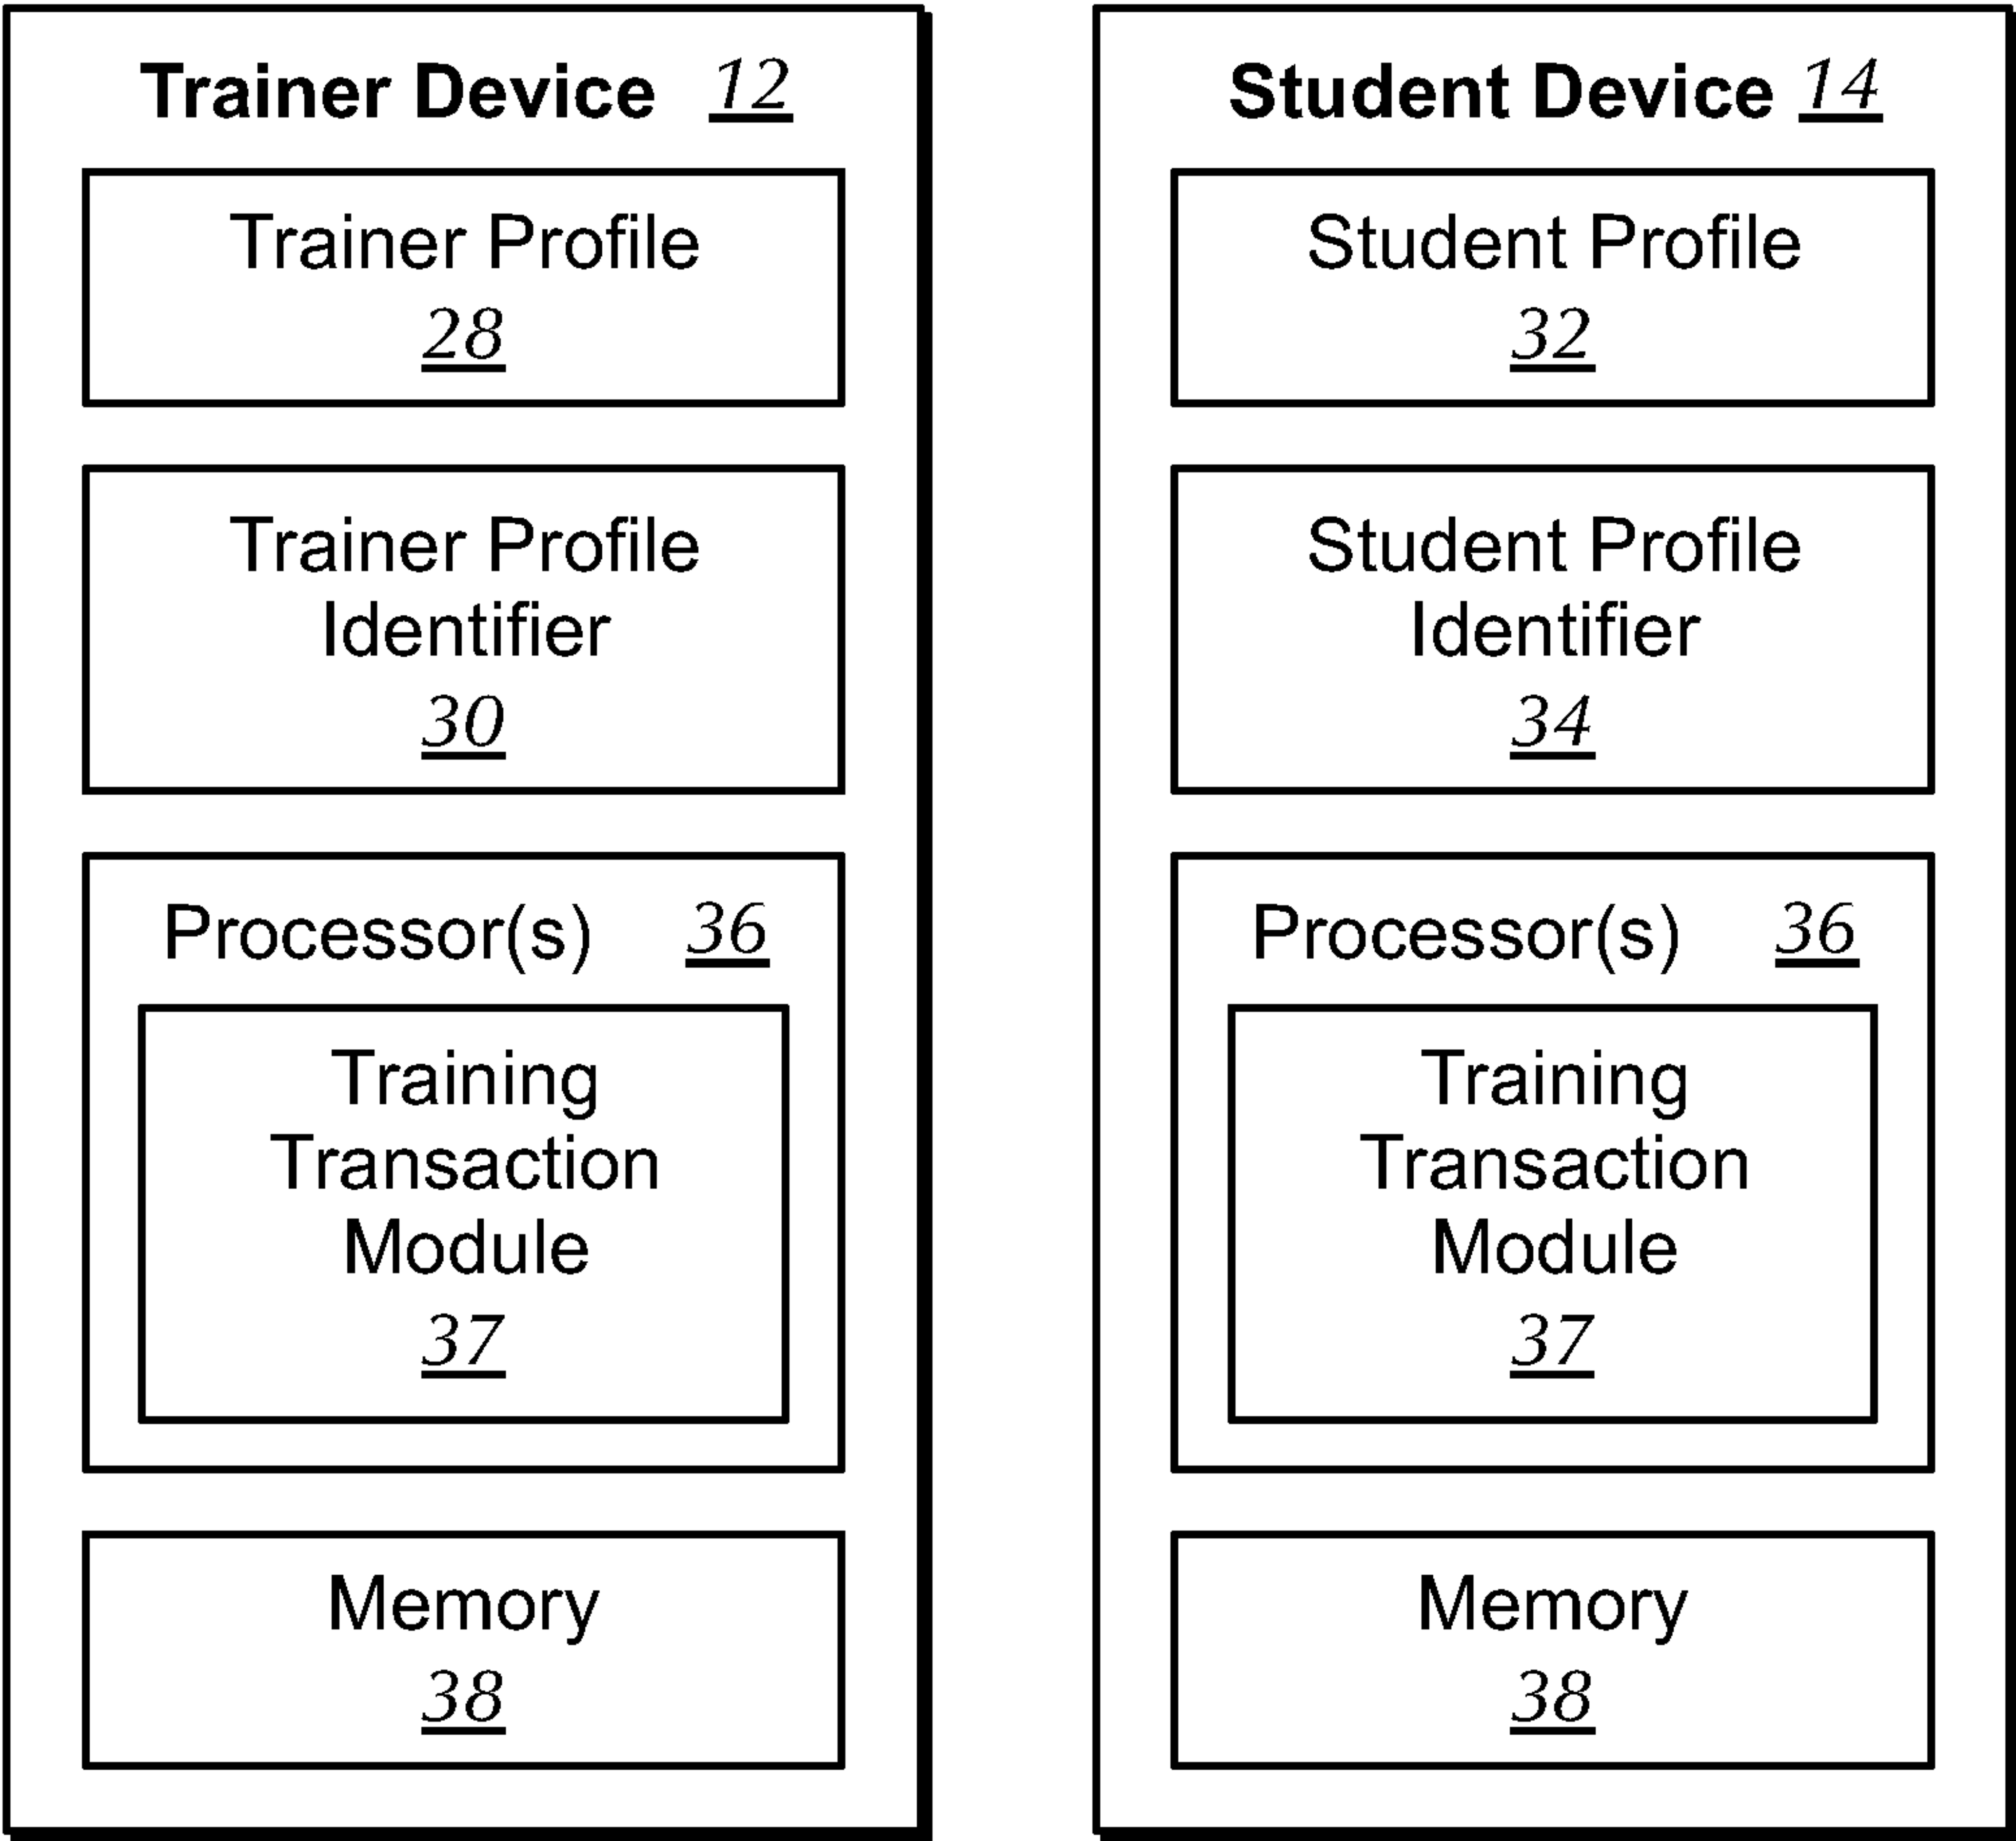 Trainer Device 12
Trainer Profile
28
Trainer Profile
Identifier
30
Processor(s) 36
Training
Transaction
Module
37
Memory
38
Student Device 14
Student Profile
32
Student Profile
Identifier
34
Processor(s) 36
Training
Transaction
Module
37
Memory
38